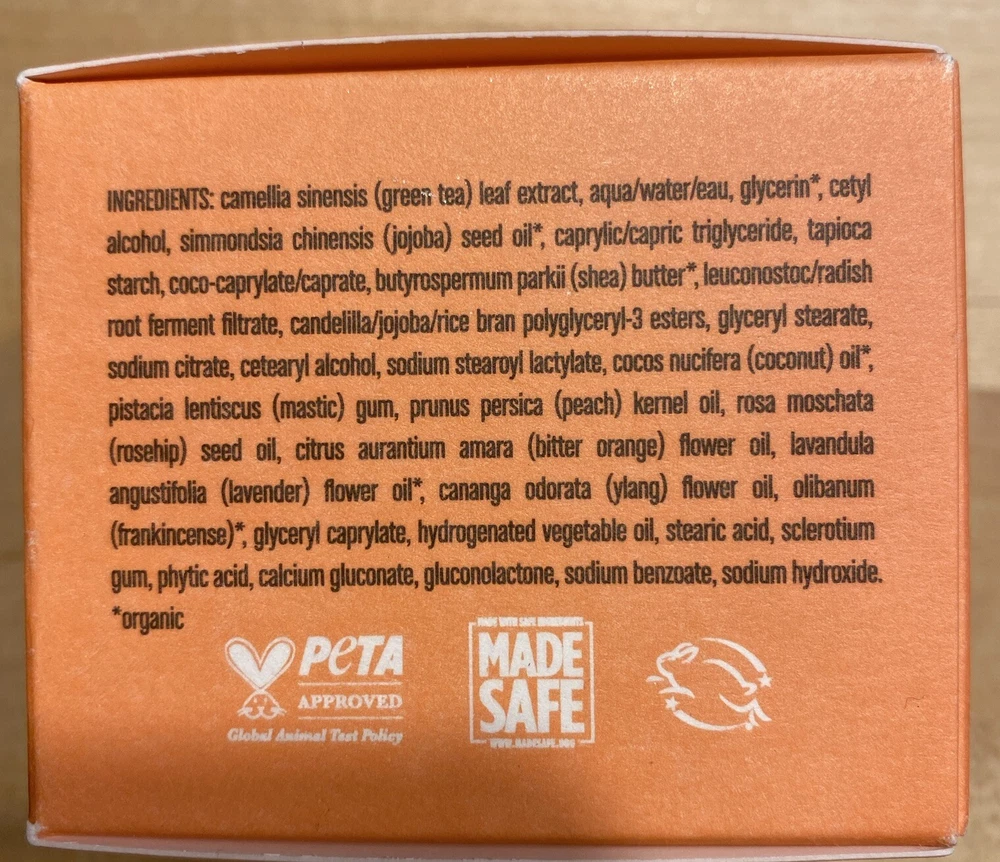 INGREDIENTS: camellia sinensis (green tea) leaf extract, aqua/water/eau, glycerin*, cetyl
alcohol, simmondsia chinensis (jojoba) seed oil*, caprylic/capric triglyceride, tapioca
starch, coco-caprylate/caprate, butyrospermum parkii (shea) butter*, leuconostoc/radish
root ferment filtrate, candelilla/jojoba/rice bran polyglyceryl-3 esters, glyceryl stearate,
sodium citrate, cetearyl alcohol, sodium stearoyl lactylate, cocos nucifera (coconut) oil*,
pistacia lentiscus (mastic) gum, prunus persica (peach) kernel oil, rosa moschata
(rosehip) seed oil, citrus aurantium amara (bitter orange) flower oil, lavandula
angustifolia (lavender) flower oil*, cananga odorata (ylang) flower oil, olibanum
(frankincense)*, glyceryl caprylate, hydrogenated vegetable oil, stearic acid, sclerotium
gum, phytic acid, calcium gluconate, gluconolactone, sodium benzoate, sodium hydroxide.
*organic
PETA
APPROVED
Global Animal Test Policy
MADE WITH SAFE INGREDIENTS
MADE
SAFE
WWW.MADESAFE.ORG